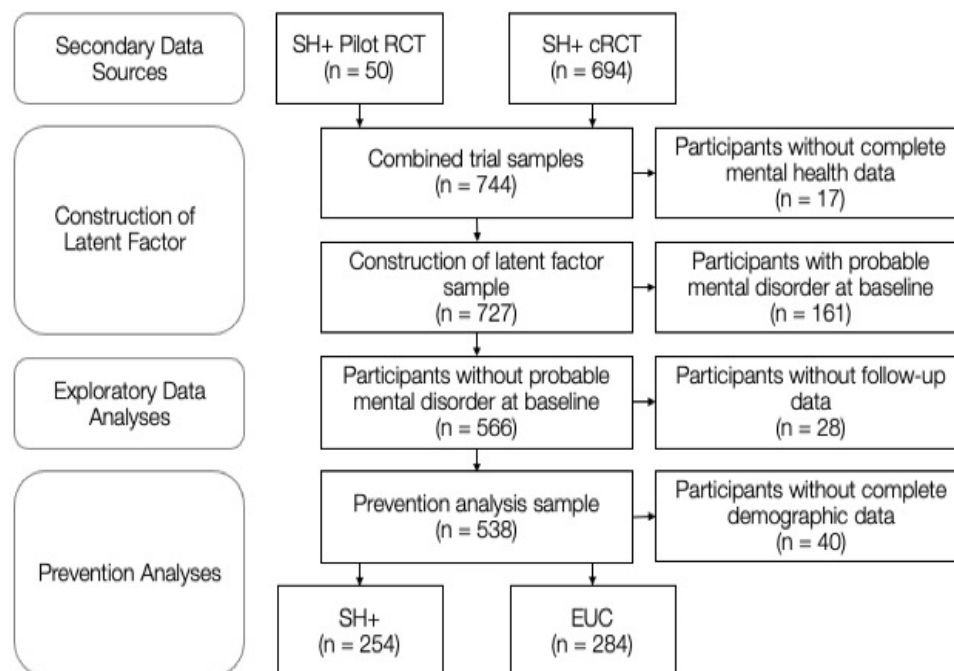 Secondary Data
Sources
SH+ Pilot RCT
(n = 50)
SH+ cRCT
(n = 694)
Construction of
Latent Factor
Combined trial samples
(n = 744)
Participants without complete
mental health data
(n = 17)
Construction of latent factor
sample
(n = 727)
Participants with probable
mental disorder at baseline
(n = 161)
Exploratory Data
Analyses
Participants without probable
mental disorder at baseline
(n = 566)
Participants without follow-up
data
(n = 28)
Prevention Analyses
Prevention analysis sample
(n = 538)
Participants without complete
demographic data
(n = 40)
SH+
(n = 254)
EUC
(n = 284)